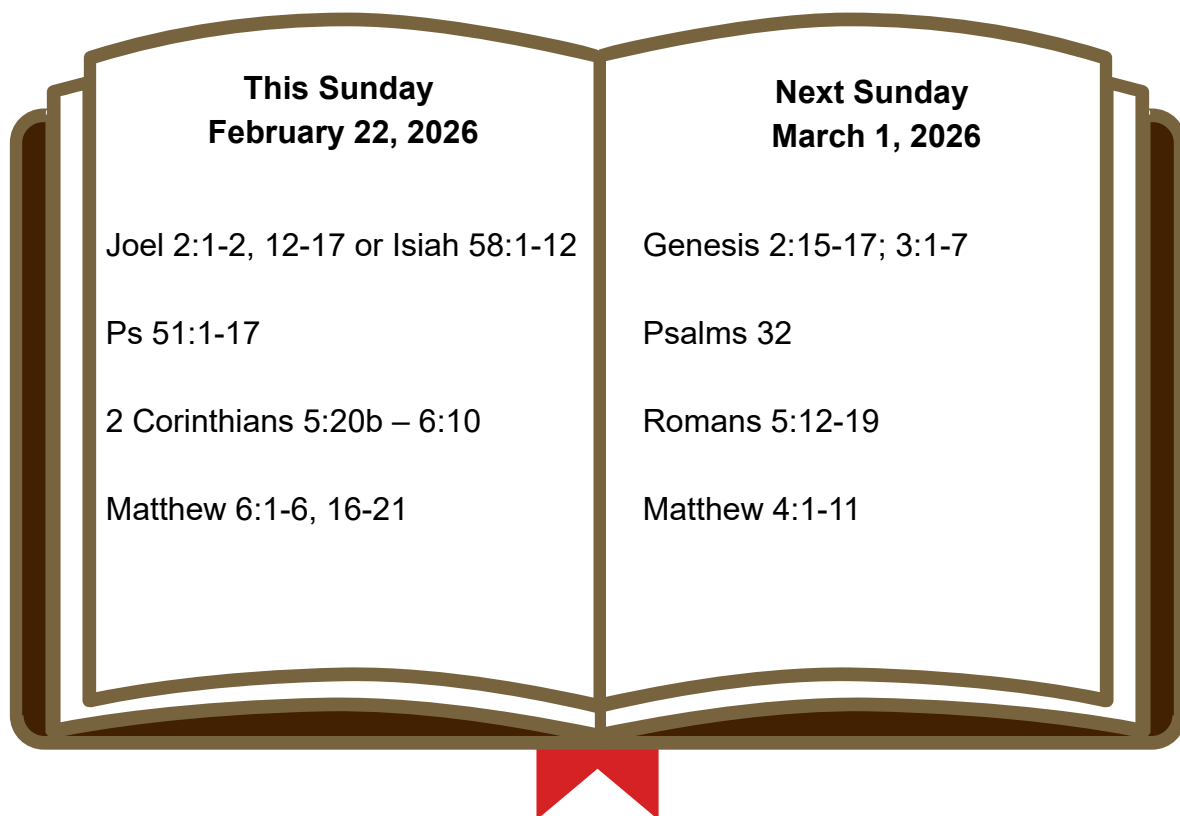 This Sunday
February 22, 2026
Joel 2:1-2, 12-17 or Isiah 58:1-12
Ps 51:1-17
2 Corinthians 5:20b – 6:10
Matthew 6:1-6, 16-21
Next Sunday
March 1, 2026
Genesis 2:15-17; 3:1-7
Psalms 32
Romans 5:12-19
Matthew 4:1-11